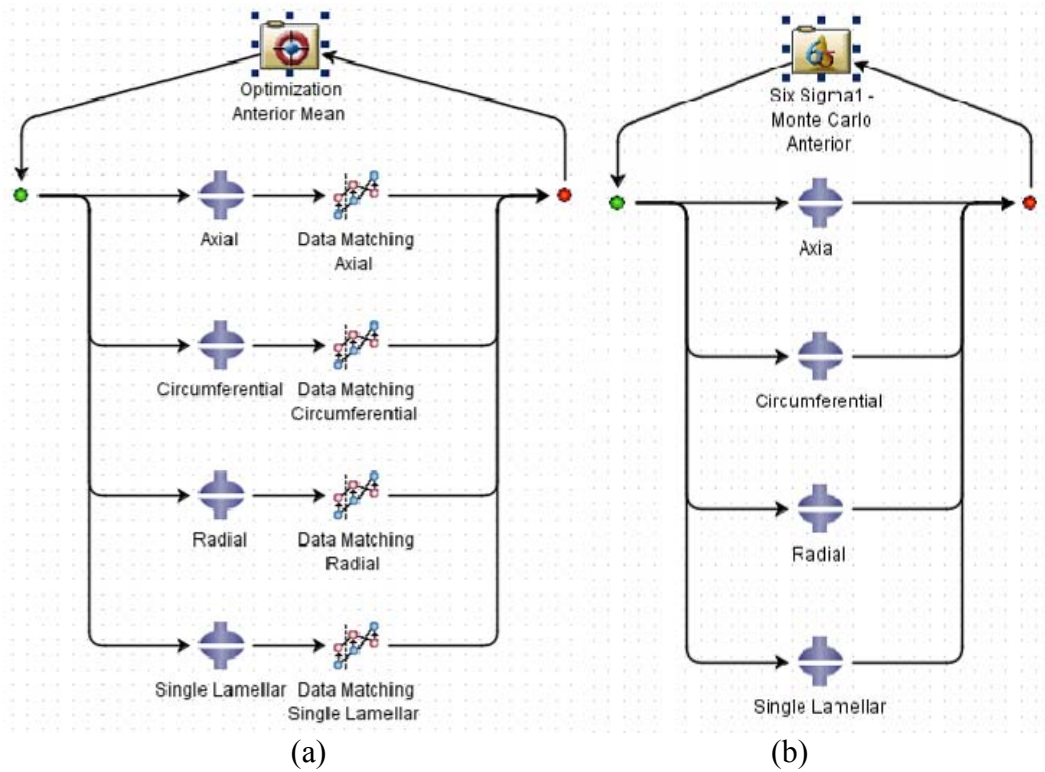 Optimization
Anterior Mean
Axial
Data Matching
Axial
Circumferential
Data Matching
Circumferential
Radial
Data Matching
Radial
Single Lamellar
Data Matching
Single Lamellar
(a)
Six Sigma1 -
Monte Carlo
Anterior
Axia
Circumferential
Radial
Single Lamellar
(b)